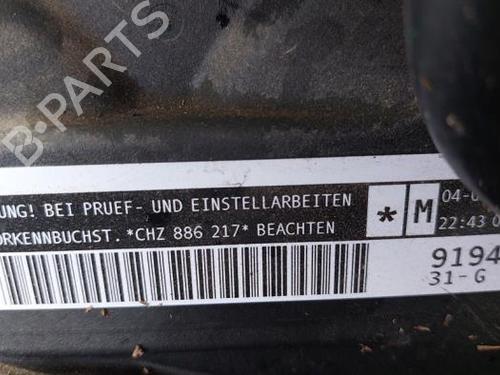 B-PARTS
UNG! BEI PRUEF- UND EINSTELLARBEITEN
ORKENNBUCHST. *CHZ 886 217* BEACHTEN
* M
04-0
22:43 0
9194
31-G